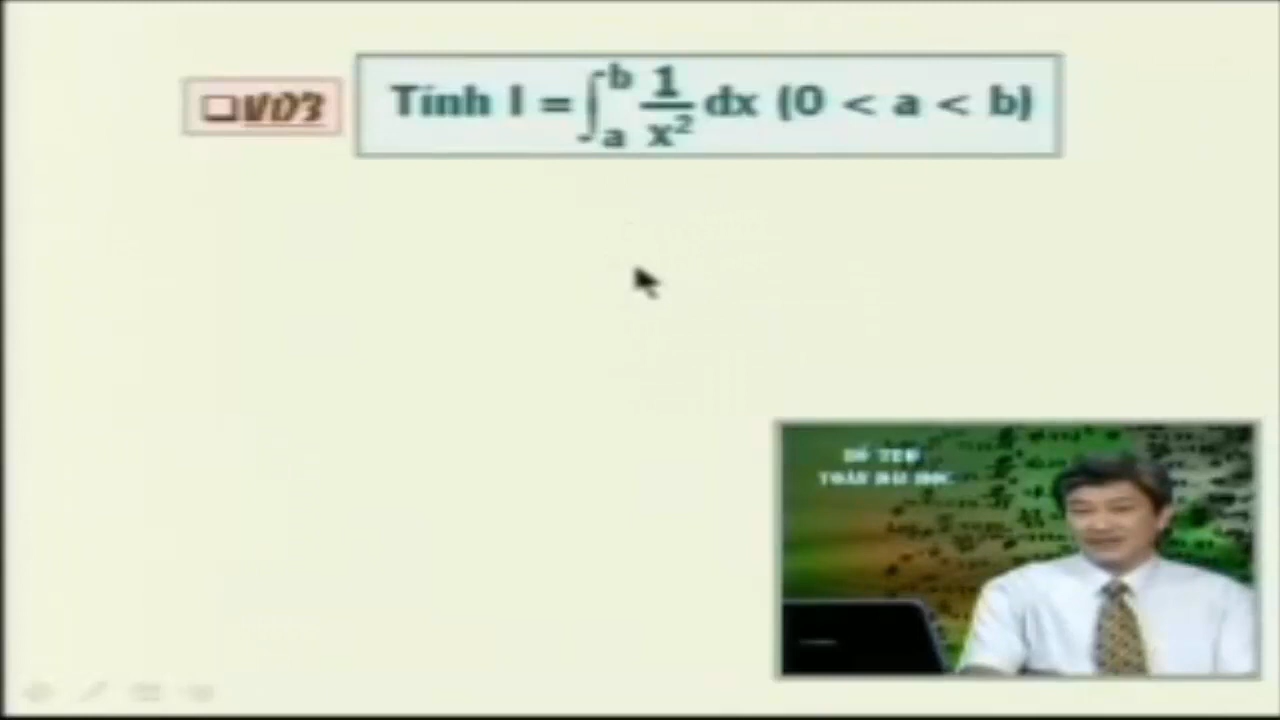 ❑VD3
Tính I = ∫_a^b 1/x² dx (0 < a < b)